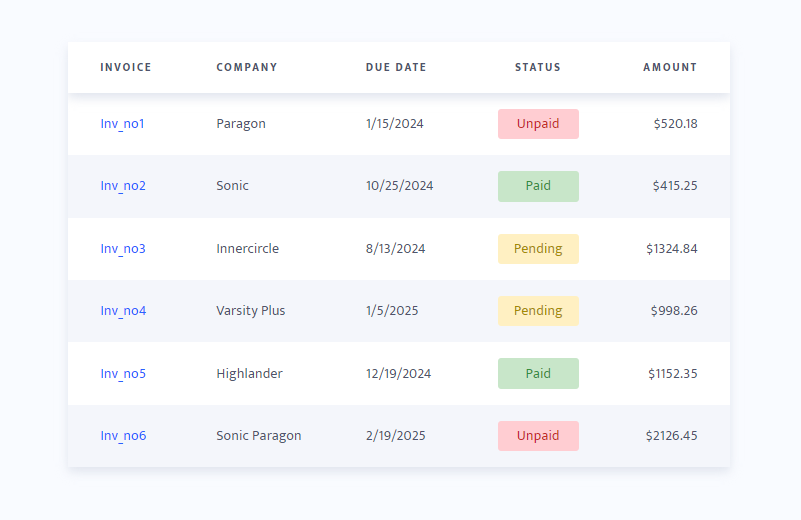 INVOICE COMPANY DUE DATE STATUS AMOUNT
Inv_no1 Paragon 1/15/2024 Unpaid $520.18
Inv_no2 Sonic 10/25/2024 Paid $415.25
Inv_no3 Innercircle 8/13/2024 Pending $1324.84
Inv_no4 Varsity Plus 1/5/2025 Pending $998.26
Inv_no5 Highlander 12/19/2024 Paid $1152.35
Inv_no6 Sonic Paragon 2/19/2025 Unpaid $2126.45